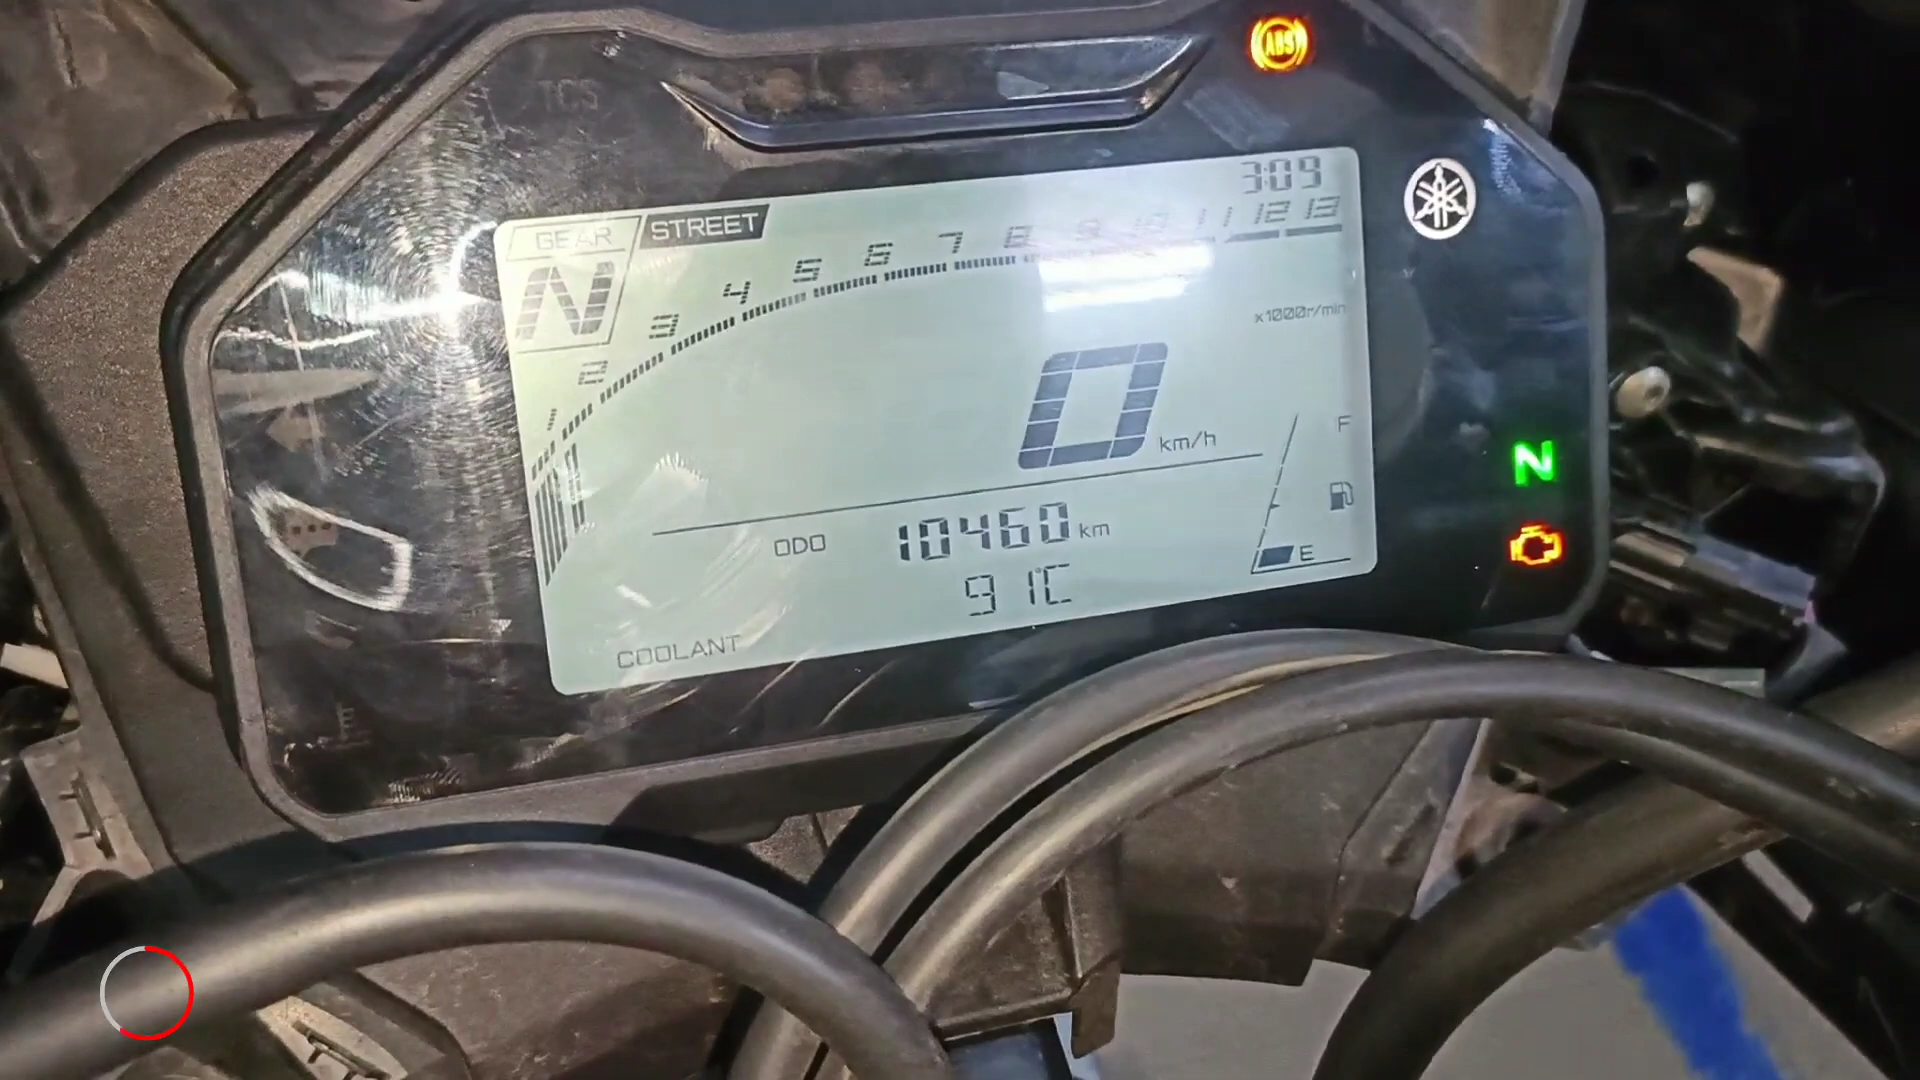 ABS
TCS
3:09
GEAR STREET
N
1 2 3 4 5 6 7 8 9 10 11 12 13
x1000r/min
0 km/h
F
N
ODO 10460 km
E
91°C
COOLANT